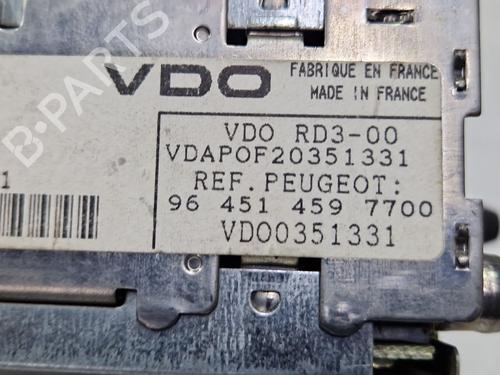 VDO
FABRIQUE EN FRANCE
MADE IN FRANCE
VDO RD3-00
VDAPOF20351331
REF.PEUGEOT:
96 451 459 7700
VDO0351331
1
B-PARTS